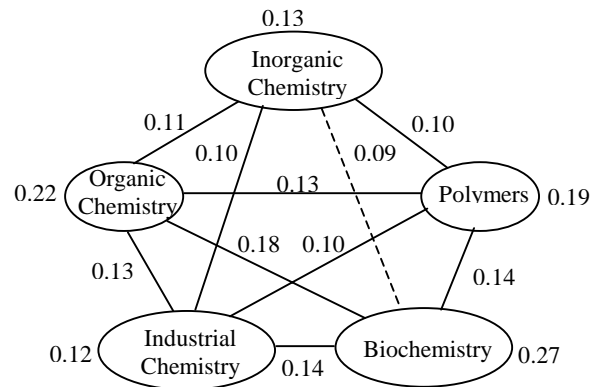 0.13
Inorganic
Chemistry
0.11
0.10
0.09
0.10
0.22
Organic
Chemistry
0.13
Polymers
0.19
0.13
0.18
0.10
0.14
0.12
Industrial
Chemistry
0.14
Biochemistry
0.27